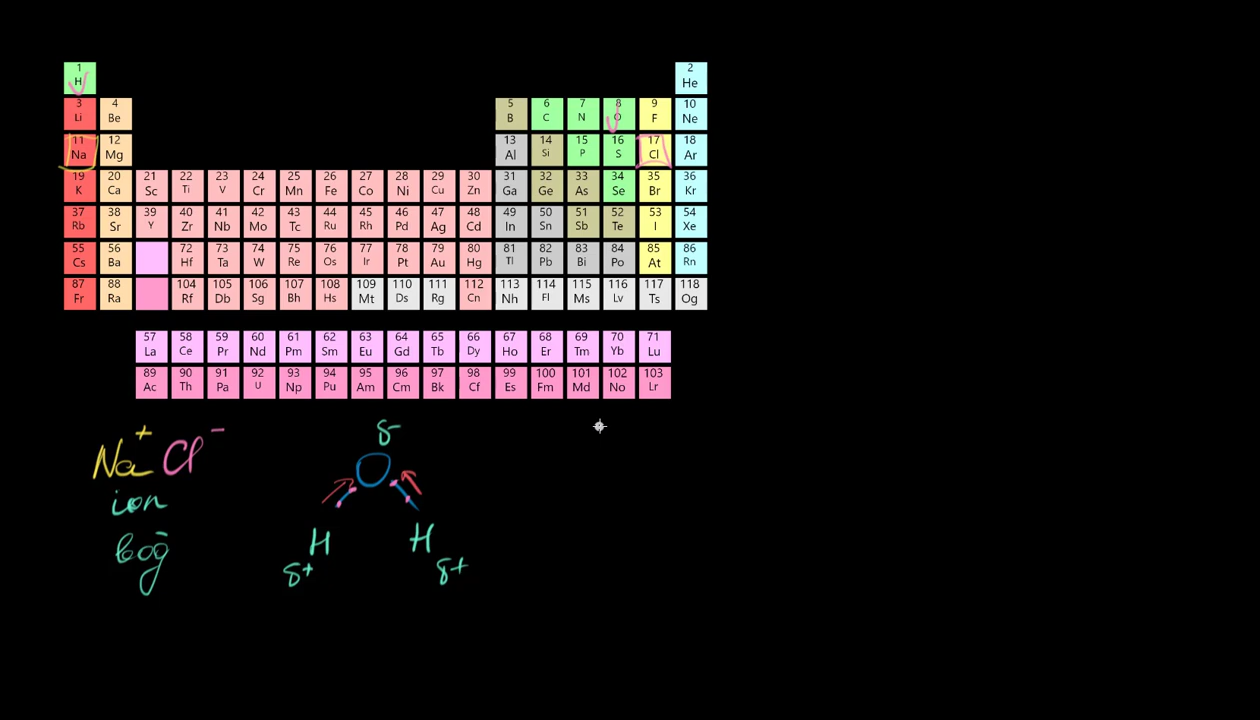 1 2
H He
3 4 5 6 7 8 9 10
Li Be B C N O F Ne
11 12 13 14 15 16 17 18
Na Mg Al Si P S Cl Ar
19 20 21 22 23 24 25 26 27 28 29 30 31 32 33 34 35 36
K Ca Sc Ti V Cr Mn Fe Co Ni Cu Zn Ga Ge As Se Br Kr
37 38 39 40 41 42 43 44 45 46 47 48 49 50 51 52 53 54
Rb Sr Y Zr Nb Mo Tc Ru Rh Pd Ag Cd In Sn Sb Te I Xe
55 56 72 73 74 75 76 77 78 79 80 81 82 83 84 85 86
Cs Ba Hf Ta W Re Os Ir Pt Au Hg Tl Pb Bi Po At Rn
87 88 104 105 106 107 108 109 110 111 112 113 114 115 116 117 118
Fr Ra Rf Db Sg Bh Hs Mt Ds Rg Cn Nh Fl Ms Lv Ts Og
57 58 59 60 61 62 63 64 65 66 67 68 69 70 71
La Ce Pr Nd Pm Sm Eu Gd Tb Dy Ho Er Tm Yb Lu
89 90 91 92 93 94 95 96 97 98 99 100 101 102 103
Ac Th Pa U Np Pu Am Cm Bk Cf Es Fm Md No Lr
Na+ Cl-
ion
bog̃
δ-
H H
δ+ δ+